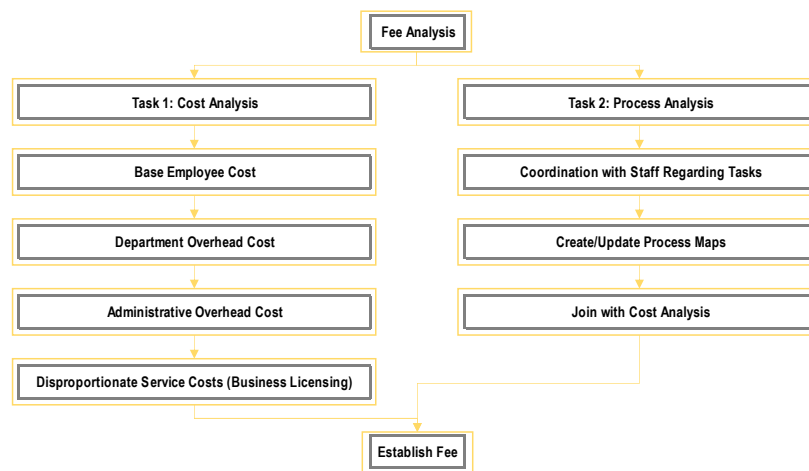 Fee Analysis
Task 1: Cost Analysis
Task 2: Process Analysis
Base Employee Cost
Coordination with Staff Regarding Tasks
Department Overhead Cost
Create/Update Process Maps
Administrative Overhead Cost
Join with Cost Analysis
Disproportionate Service Costs (Business Licensing)
Establish Fee